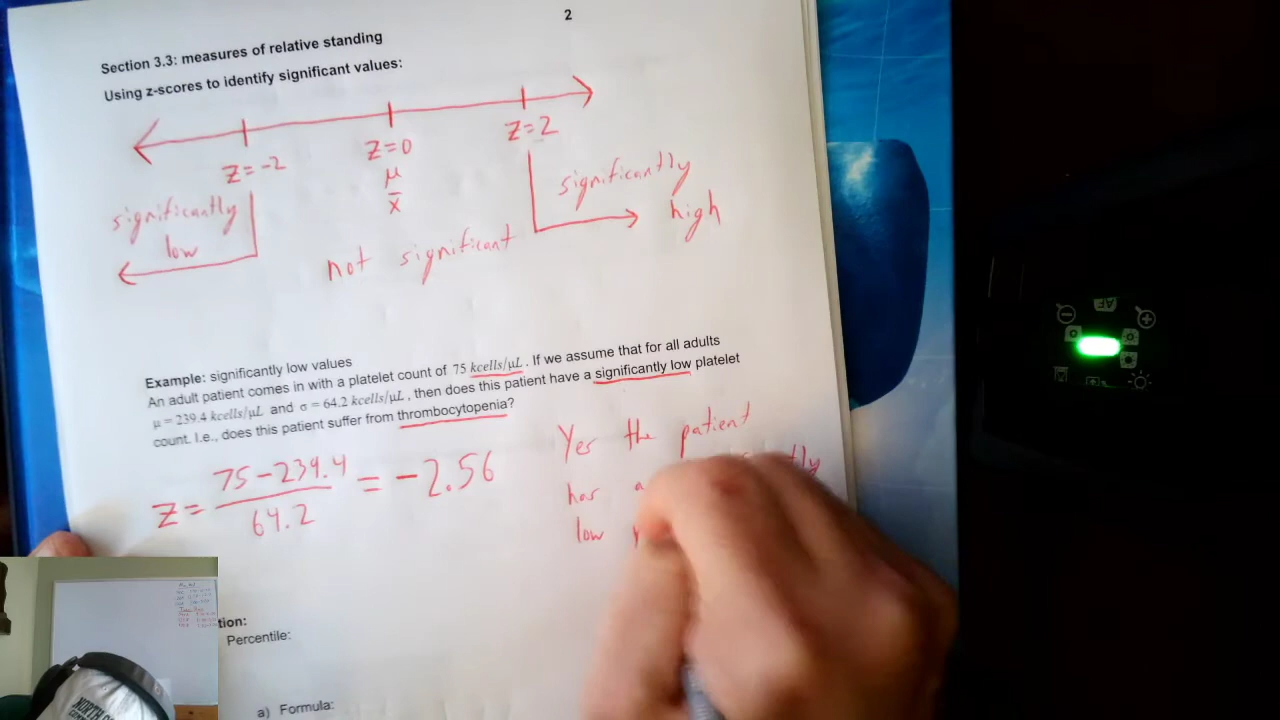 2
Section 3.3: measures of relative standing
Using z-scores to identify significant values:
z=-2
z=0
z=2
μ
x̄
significantly
low
significantly
high
not significant
Example: significantly low values
An adult patient comes in with a platelet count of 75 kcells/μL. If we assume that for all adults
μ = 239.4 kcells/μL and σ = 64.2 kcells/μL, then does this patient have a significantly low platelet
count. I.e., does this patient suffer from thrombocytopenia?
z = (75-239.4)/64.2 = -2.56
Yes the patient
has a
low
tion:
Percentile:
a) Formula: